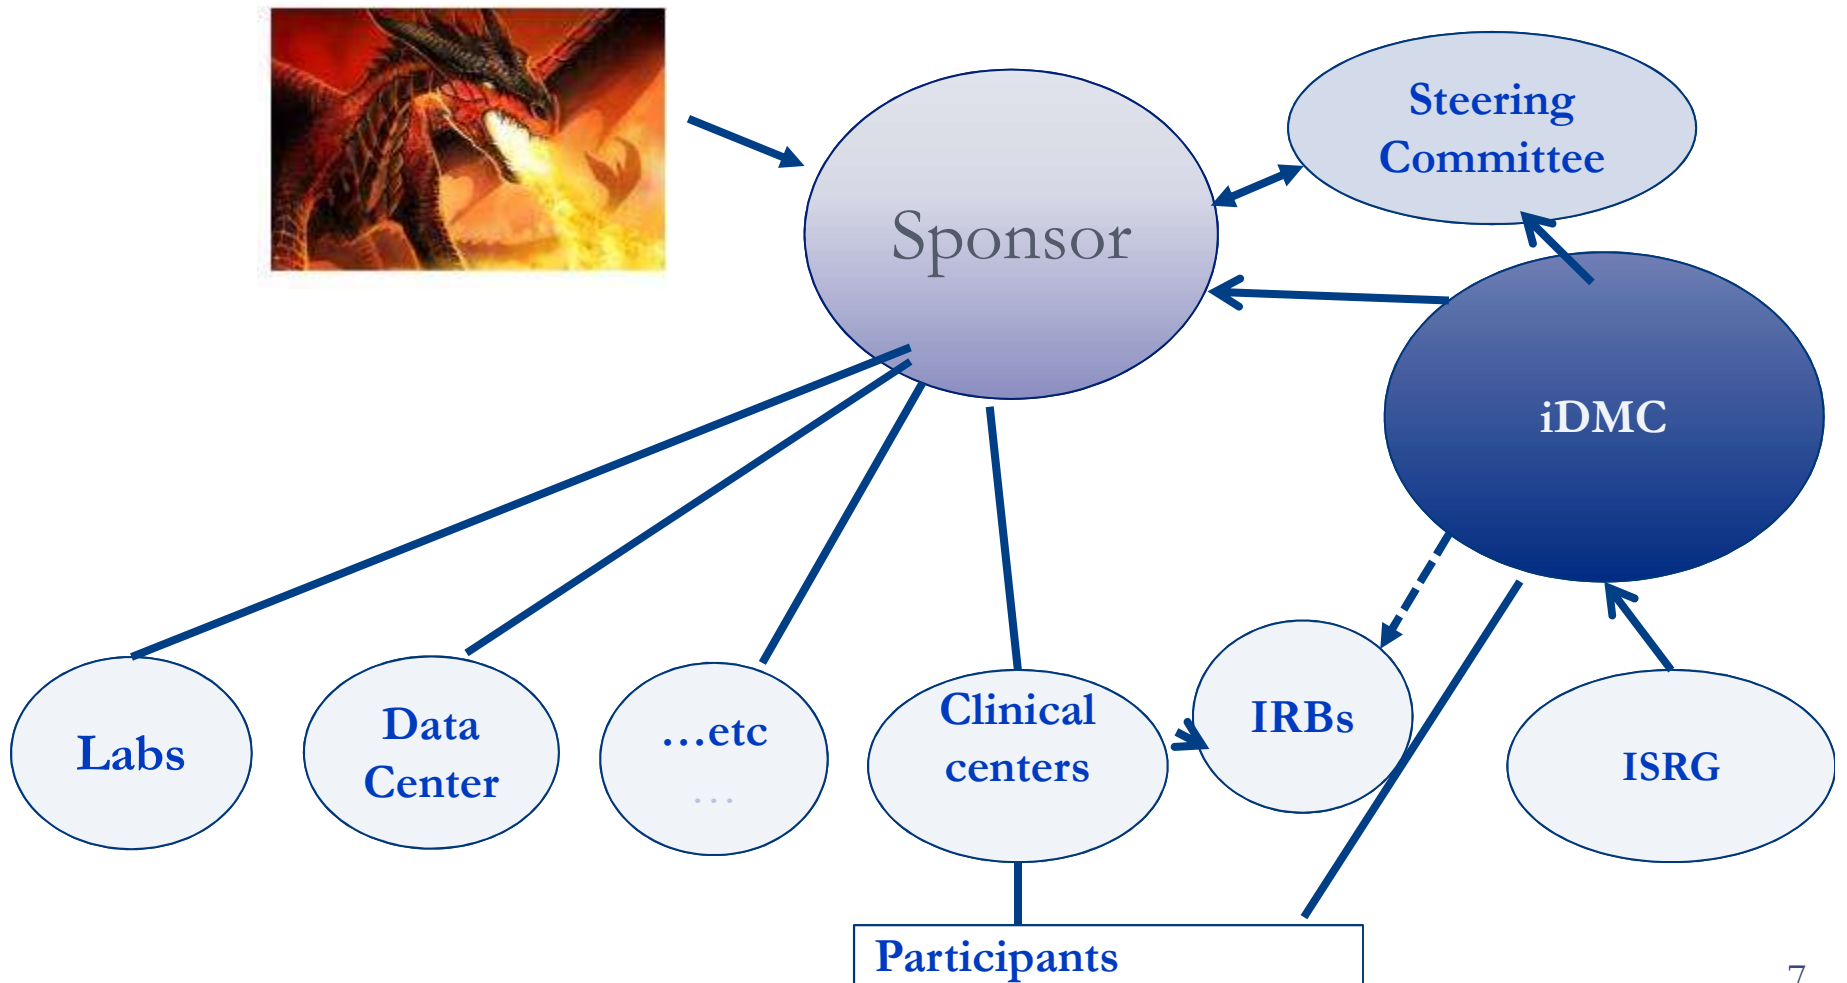 Steering
Committee
Sponsor
iDMC
Labs
Data
Center
...etc
...
Clinical
centers
IRBs
ISRG
Participants
7